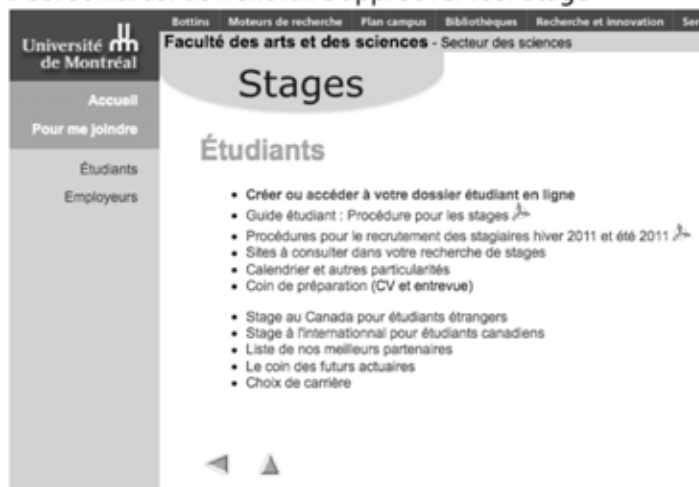 Bottins Moteurs de recherche Plan campus Bibliothèques Recherche et innovation
Université de Montréal
Faculté des arts et des sciences - Secteur des sciences
Stages
Accueil
Pour me joindre
Étudiants
Employeurs
Étudiants
• Créer ou accéder à votre dossier étudiant en ligne
• Guide étudiant : Procédure pour les stages
• Procédures pour le recrutement des stagiaires hiver 2011 et été 2011
• Sites à consulter dans votre recherche de stages
• Calendrier et autres particularités
• Coin de préparation (CV et entrevue)
• Stage au Canada pour étudiants étrangers
• Stage à l'internationnal pour étudiants canadiens
• Liste de nos meilleurs partenaires
• Le coin des futurs actuaires
• Choix de carrière